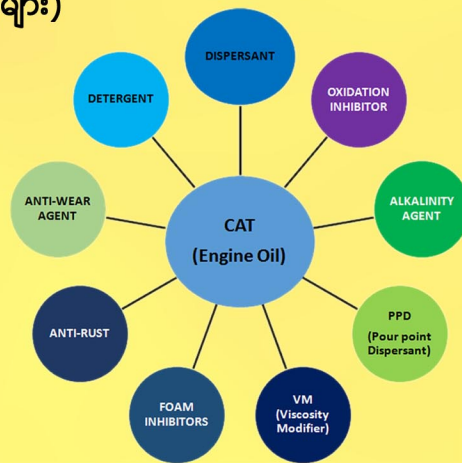 များ)
DISPERSANT
DETERGENT
OXIDATION
INHIBITOR
ANTI-WEAR
AGENT
ALKALINITY
AGENT
CAT
(Engine Oil)
ANTI-RUST
PPD
(Pour point
Dispersant)
FOAM
INHIBITORS
VM
(Viscosity
Modifier)